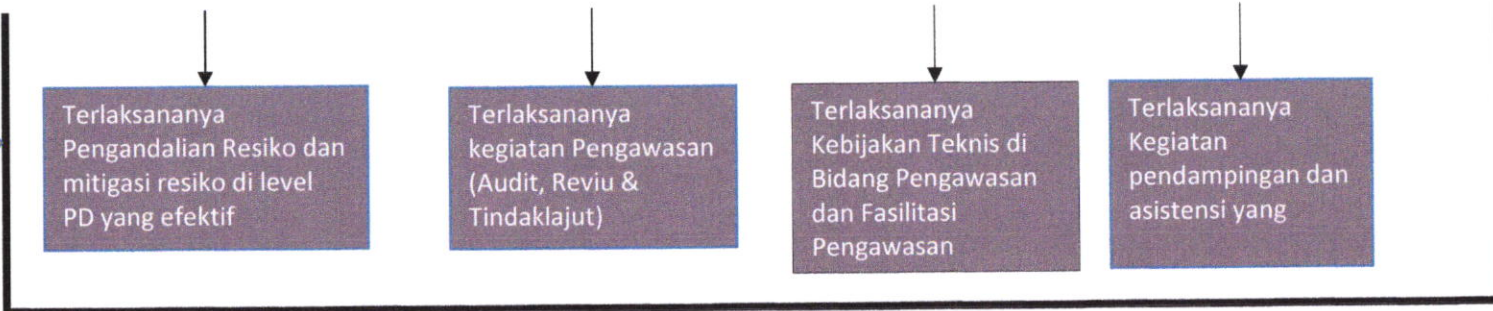 Terlaksananya
Pengandalian Resiko dan
mitigasi resiko di level
PD yang efektif
Terlaksananya
kegiatan Pengawasan
(Audit, Reviu &
Tindaklajut)
Terlaksananya
Kebijakan Teknis di
Bidang Pengawasan
dan Fasilitasi
Pengawasan
Terlaksananya
Kegiatan
pendampingan dan
asistensi yang